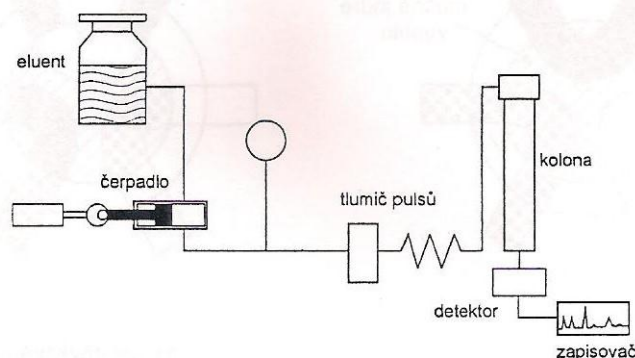 eluent
čerpadlo
tlumič pulsů
kolona
detektor
zapisovač